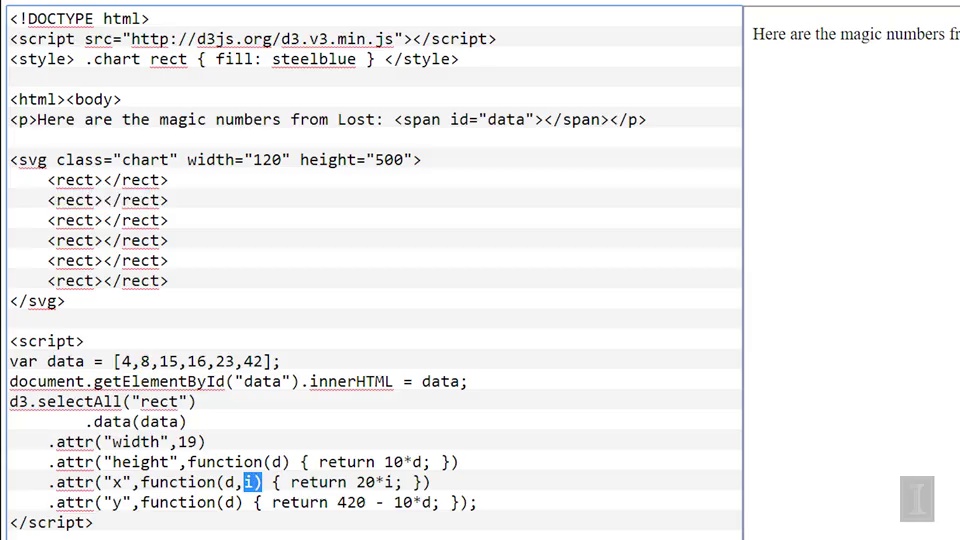 <!DOCTYPE html>
<script src="http://d3js.org/d3.v3.min.js"></script>
<style> .chart rect { fill: steelblue } </style>
<html><body>
<p>Here are the magic numbers from Lost: <span id="data"></span></p>
<svg class="chart" width="120" height="500">
    <rect></rect>
    <rect></rect>
    <rect></rect>
    <rect></rect>
    <rect></rect>
    <rect></rect>
</svg>
<script>
var data = [4,8,15,16,23,42];
document.getElementById("data").innerHTML = data;
d3.selectAll("rect")
        .data(data)
    .attr("width",19)
    .attr("height",function(d) { return 10*d; })
    .attr("x",function(d,i) { return 20*i; })
    .attr("y",function(d) { return 420 - 10*d; });
</script>
Here are the magic numbers fr
I